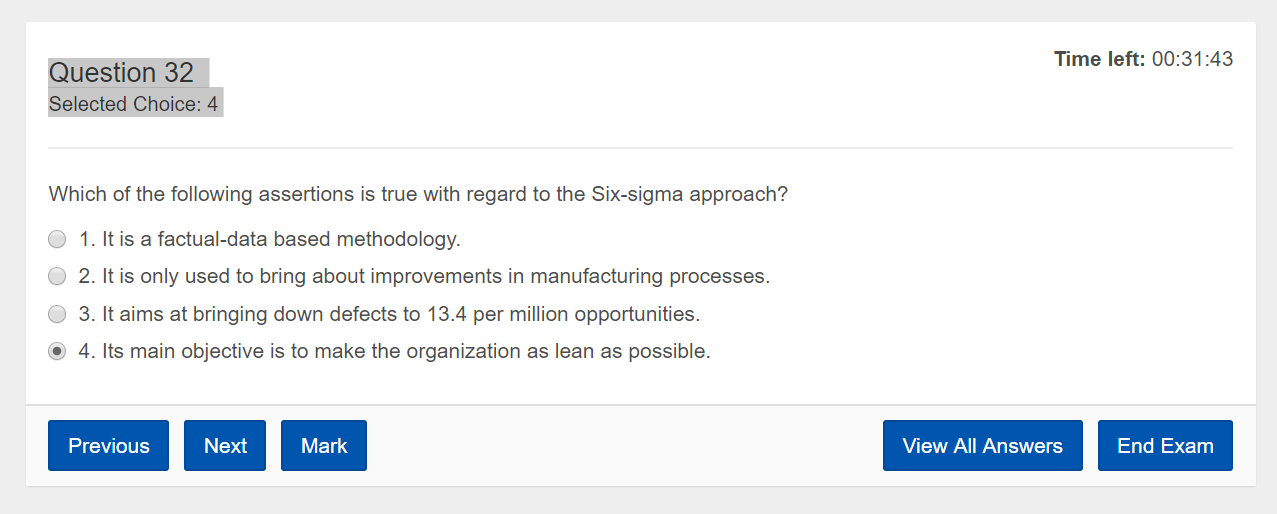 Question 32
Time left: 00:31:43
Selected Choice: 4
Which of the following assertions is true with regard to the Six-sigma approach?
1. It is a factual-data based methodology.
2. It is only used to bring about improvements in manufacturing processes.
3. It aims at bringing down defects to 13.4 per million opportunities.
4. Its main objective is to make the organization as lean as possible.
Previous Next Mark View All Answers End Exam